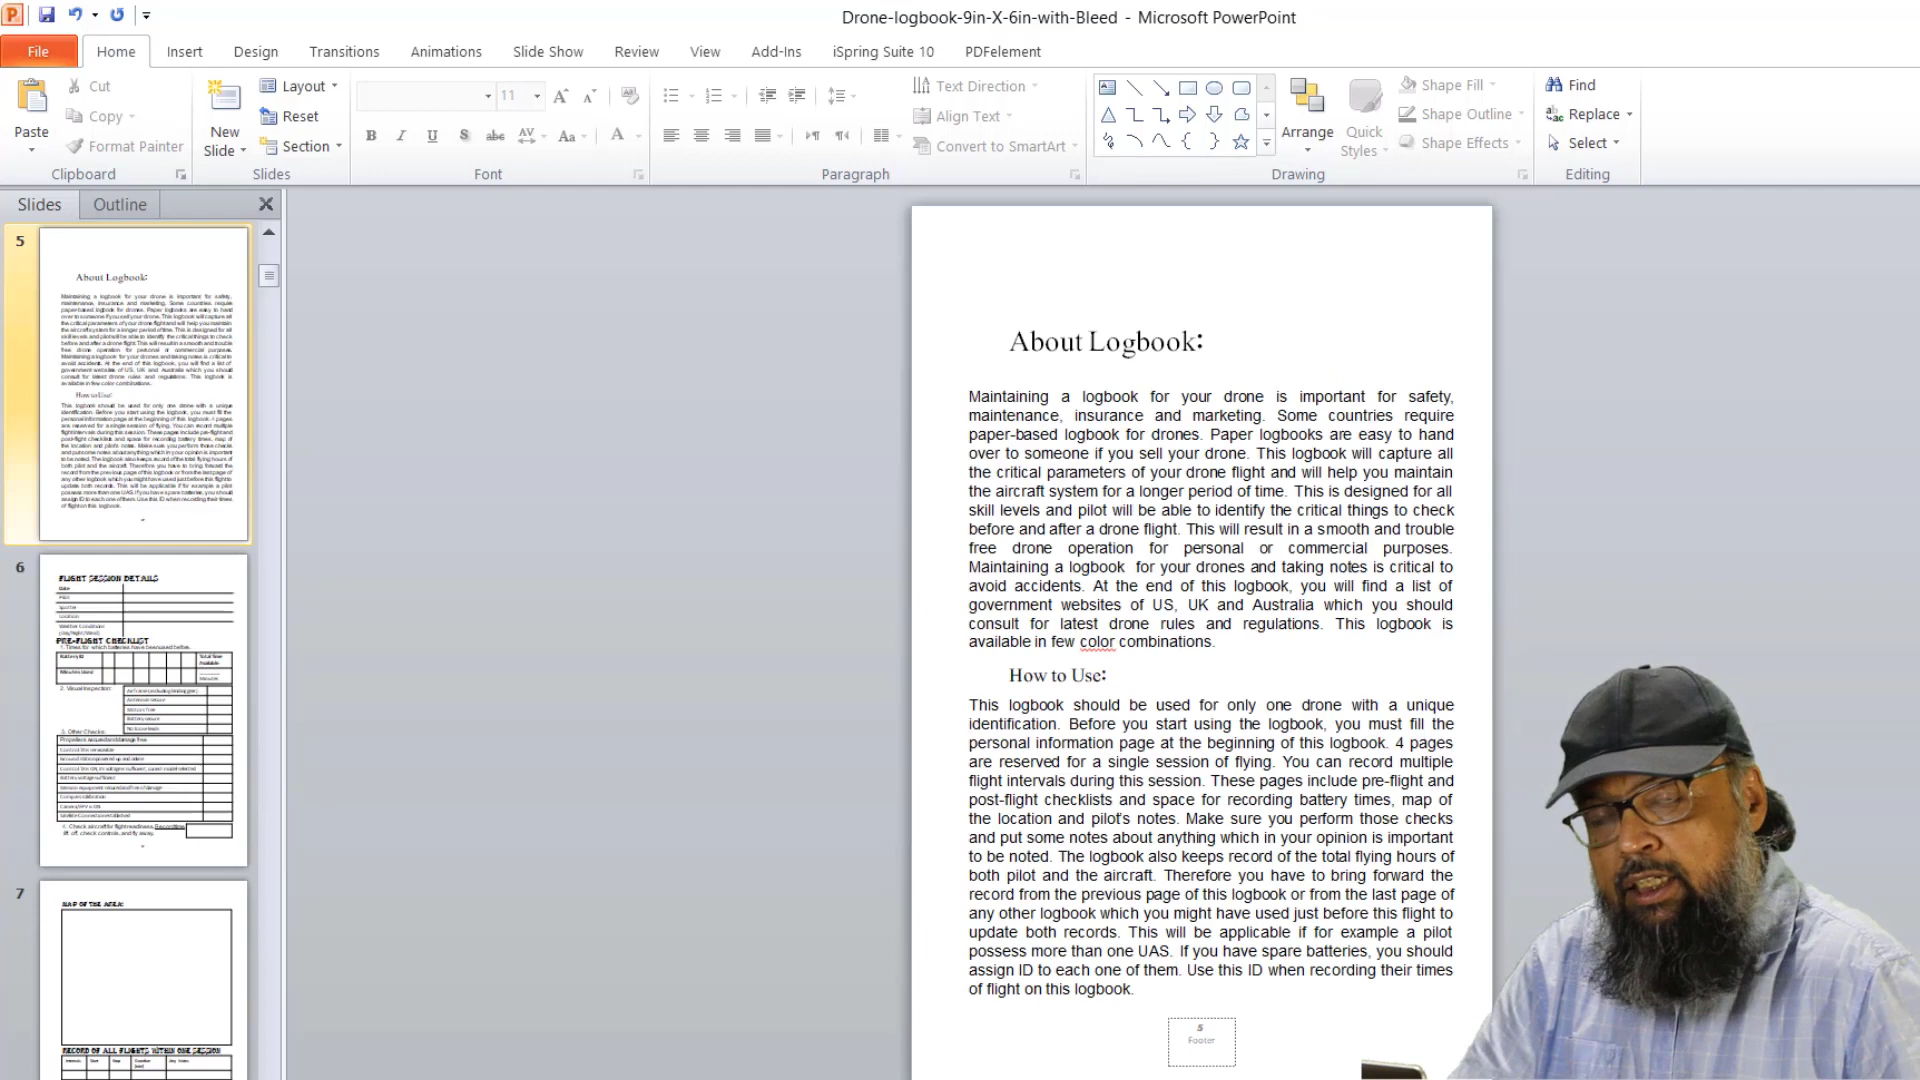 Drone-logbook-9in-X-6in-with-Bleed - Microsoft PowerPoint
File Home Insert Design Transitions Animations Slide Show Review View Add-Ins iSpring Suite 10 PDFelement
Paste
Cut
Copy
Format Painter
Clipboard
New
Slide
Layout
Reset
Section
Slides
11
Font
Text Direction
Align Text
Convert to SmartArt
Paragraph
Arrange
Quick
Styles
Shape Fill
Shape Outline
Shape Effects
Drawing
Find
Replace
Select
Editing
Slides Outline
5
6
FLIGHT SESSION DETAILS
PRE-FLIGHT CHECKLIST
7
MAP OF THE AREA:
RECORD OF ALL FLIGHTS WITHIN ONE SESSION
About Logbook:
Maintaining a logbook for your drone is important for safety,
maintenance, insurance and marketing. Some countries require
paper-based logbook for drones. Paper logbooks are easy to hand
over to someone if you sell your drone. This logbook will capture all
the critical parameters of your drone flight and will help you maintain
the aircraft system for a longer period of time. This is designed for all
skill levels and pilot will be able to identify the critical things to check
before and after a drone flight. This will result in a smooth and trouble
free drone operation for personal or commercial purposes.
Maintaining a logbook for your drones and taking notes is critical to
avoid accidents. At the end of this logbook, you will find a list of
government websites of US, UK and Australia which you should
consult for latest drone rules and regulations. This logbook is
available in few color combinations.
How to Use:
This logbook should be used for only one drone with a unique
identification. Before you start using the logbook, you must fill the
personal information page at the beginning of this logbook. 4 pages
are reserved for a single session of flying. You can record multiple
flight intervals during this session. These pages include pre-flight and
post-flight checklists and space for recording battery times, map of
the location and pilot's notes. Make sure you perform those checks
and put some notes about anything which in your opinion is important
to be noted. The logbook also keeps record of the total flying hours of
both pilot and the aircraft. Therefore you have to bring forward the
record from the previous page of this logbook or from the last page of
any other logbook which you might have used just before this flight to
update both records. This will be applicable if for example a pilot
possess more than one UAS. If you have spare batteries, you should
assign ID to each one of them. Use this ID when recording their times
of flight on this logbook.
5
Footer